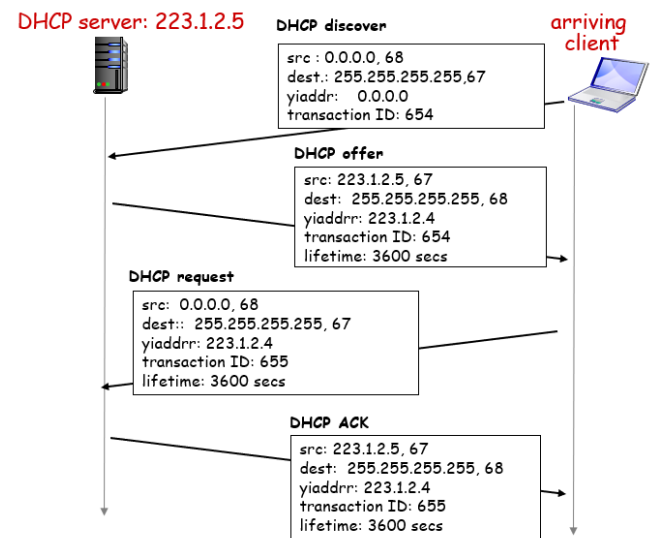 DHCP server: 223.1.2.5
arriving
client
DHCP discover
src : 0.0.0.0, 68
dest.: 255.255.255.255,67
yiaddr: 0.0.0.0
transaction ID: 654
DHCP offer
src: 223.1.2.5, 67
dest: 255.255.255.255, 68
yiaddrr: 223.1.2.4
transaction ID: 654
lifetime: 3600 secs
DHCP request
src: 0.0.0.0, 68
dest:: 255.255.255.255, 67
yiaddrr: 223.1.2.4
transaction ID: 655
lifetime: 3600 secs
DHCP ACK
src: 223.1.2.5, 67
dest: 255.255.255.255, 68
yiaddrr: 223.1.2.4
transaction ID: 655
lifetime: 3600 secs